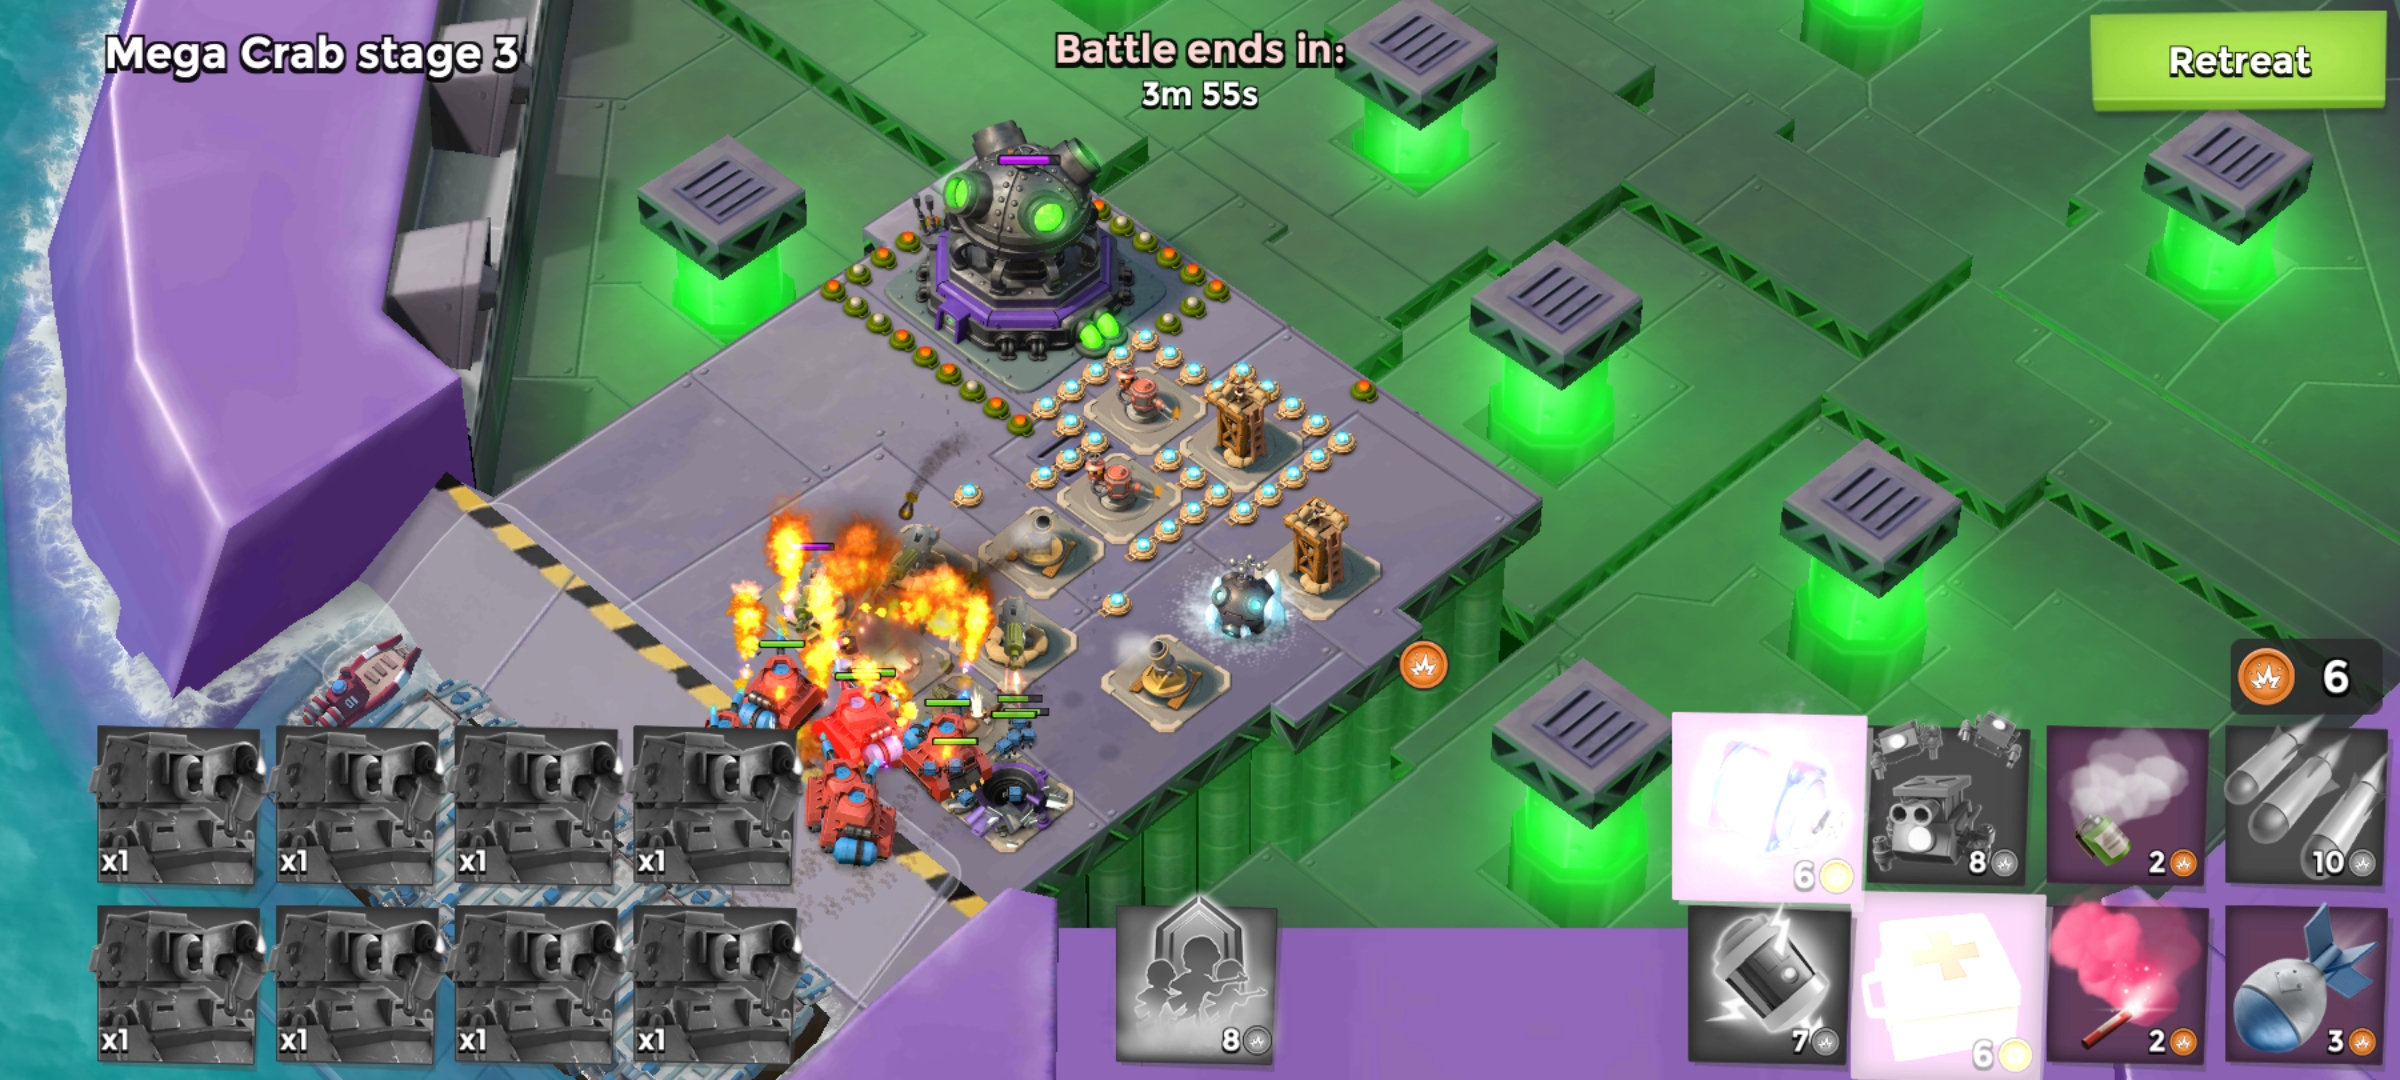 Mega Crab stage 3
Battle ends in:
3m 55s
Retreat
6
x1
x1
x1
x1
6
8
2
10
x1
x1
x1
x1
8
7
6
2
3